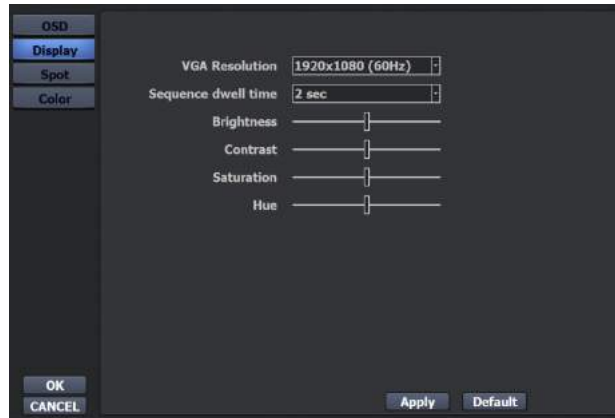 OSD
Display
Spot
Color
VGA Resolution 1920x1080 (60Hz)
Sequence dwell time 2 sec
Brightness
Contrast
Saturation
Hue
OK
CANCEL
Apply Default